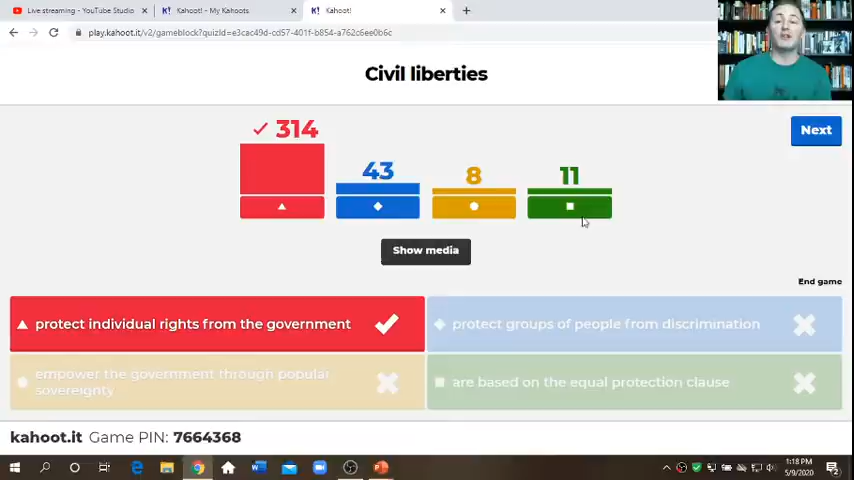 Live streaming - YouTube Studio
Kahoot! - My Kahoots
Kahoot!
play.kahoot.it/v2/gameblock?quizId=e3cac49d-cd57-401f-b854-a762c6ee0b6c
Civil liberties
Next
314
43
8
11
Show media
End game
protect individual rights from the government
protect groups of people from discrimination
empower the government through popular
sovereignty
are based on the equal protection clause
kahoot.it Game PIN: 7664368
1:18 PM
5/9/2020